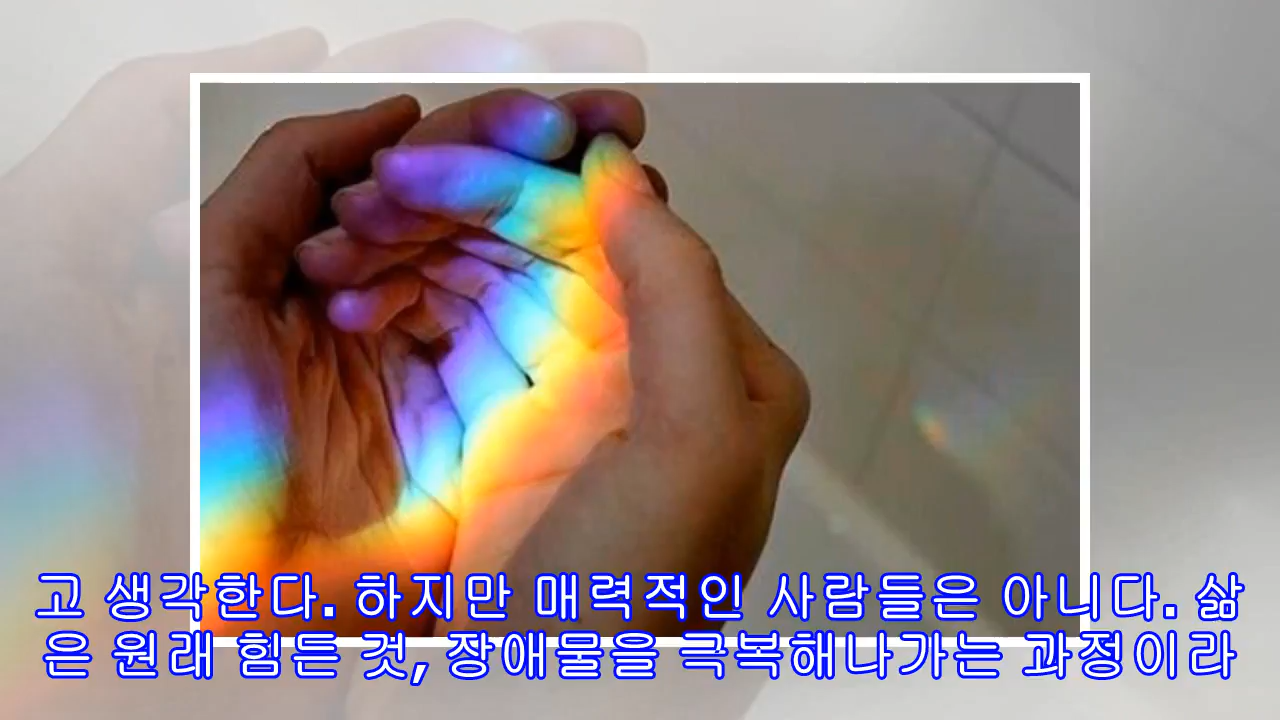 고 생각한다. 하지만 매력적인 사람들은 아니다. 삶
은 원래 힘든 것, 장애물을 극복해나가는 과정이라